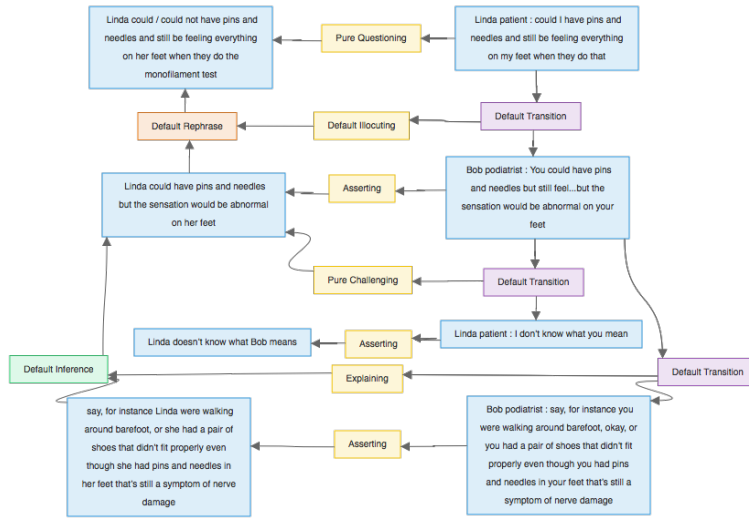 Linda could / could not have pins and
needles and still be feeling everything
on her feet when they do the
monofilament test
Pure Questioning
Linda patient : could I have pins and
needles and still be feeling everything
on my feet when they do that
Default Rephrase
Default Illocuting
Default Transition
Linda could have pins and needles
but the sensation would be abnormal
on her feet
Asserting
Bob podiatrist : You could have pins
and needles but still feel...but the
sensation would be abnormal on your
feet
Pure Challenging
Default Transition
Linda doesn't know what Bob means
Asserting
Linda patient : I don't know what you mean
Default Inference
Explaining
Default Transition
say, for instance Linda were walking
around barefoot, or she had a pair of
shoes that didn't fit properly even
though she had pins and needles in
her feet that's still a symptom of nerve
damage
Asserting
Bob podiatrist : say, for instance you
were walking around barefoot, okay, or
you had a pair of shoes that didn't fit
properly even though you had pins
and needles in your feet that's still a
symptom of nerve damage